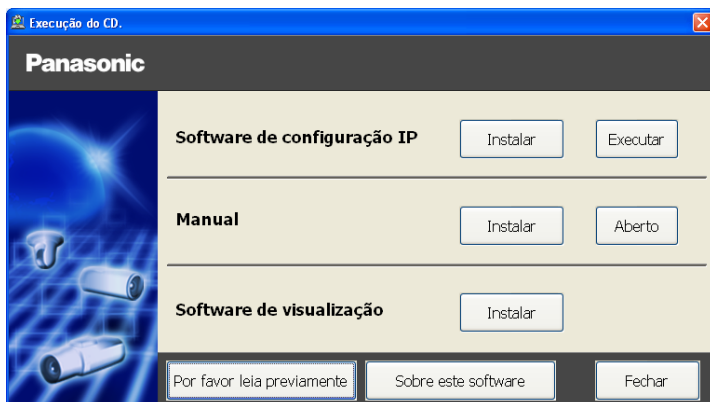 Execução do CD.
Panasonic
Software de configuração IP Instalar Executar
Manual Instalar Aberto
Software de visualização Instalar
Por favor leia previamente Sobre este software Fechar